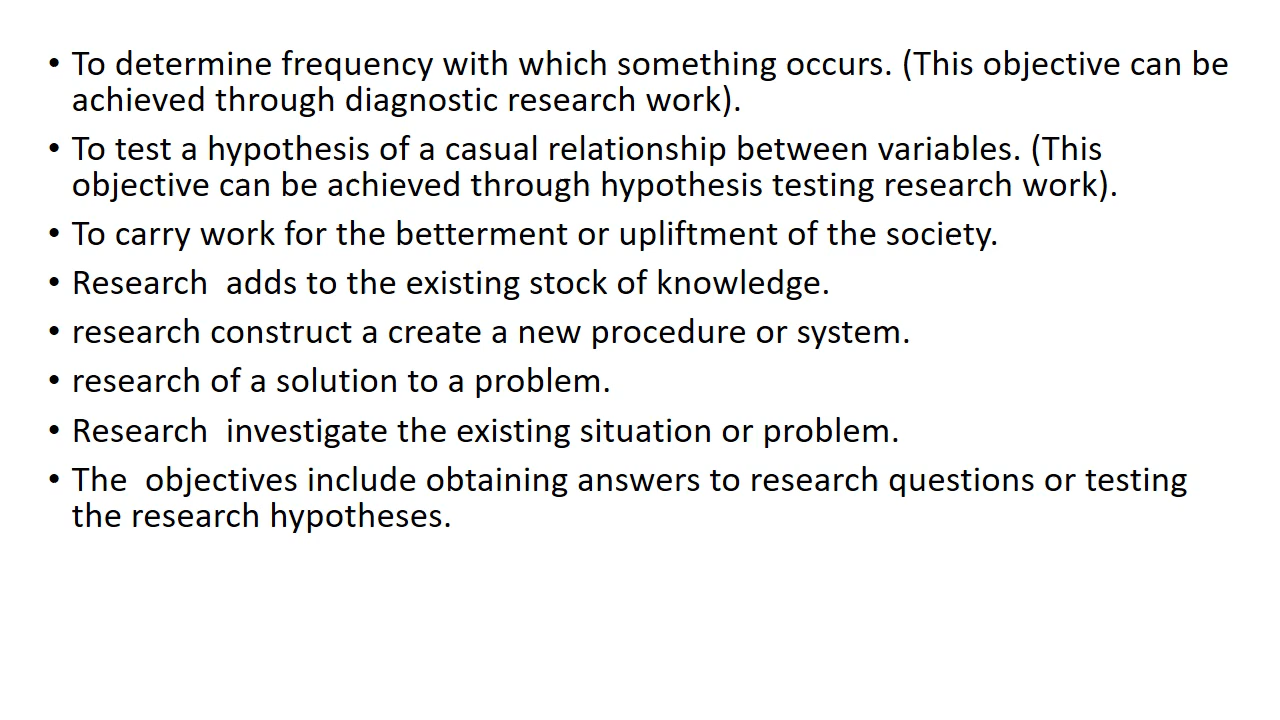 • To determine frequency with which something occurs. (This objective can be
achieved through diagnostic research work).
• To test a hypothesis of a casual relationship between variables. (This
objective can be achieved through hypothesis testing research work).
• To carry work for the betterment or upliftment of the society.
• Research  adds to the existing stock of knowledge.
• research construct a create a new procedure or system.
• research of a solution to a problem.
• Research  investigate the existing situation or problem.
• The  objectives include obtaining answers to research questions or testing
the research hypotheses.